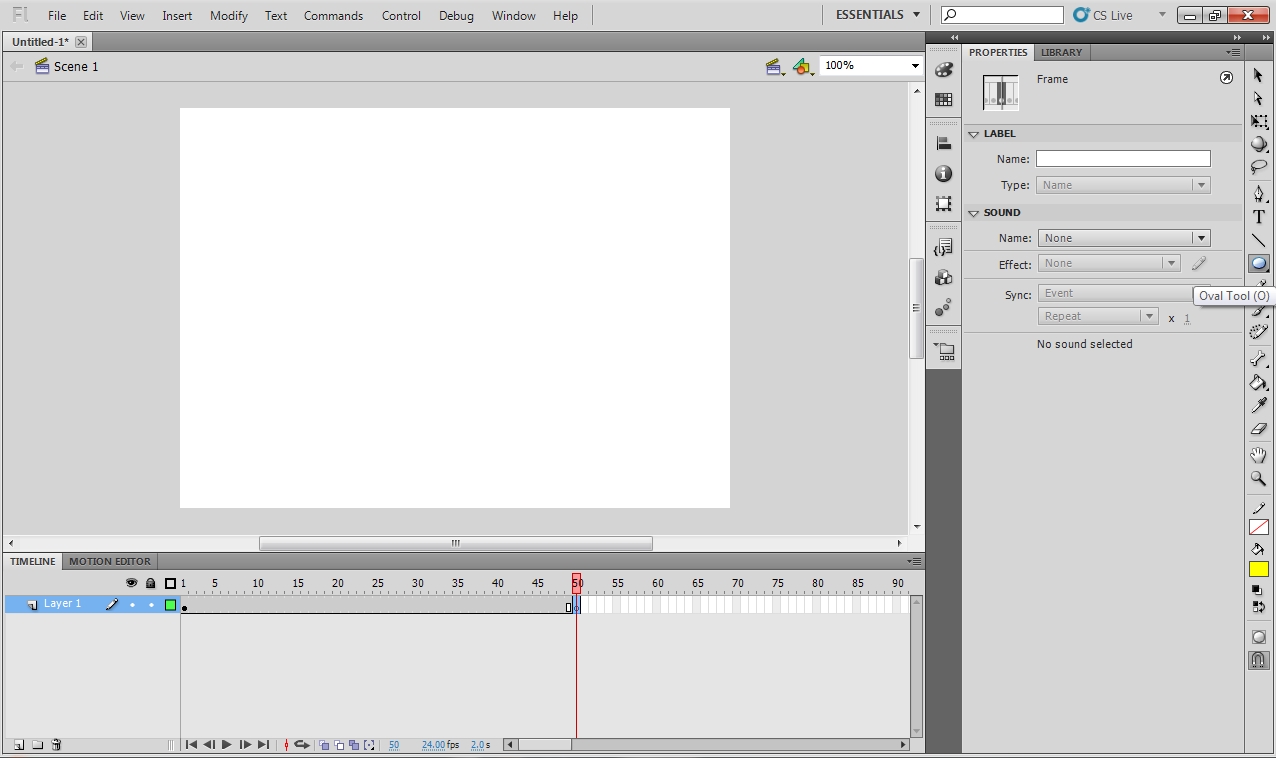 Fl File Edit View Insert Modify Text Commands Control Debug Window Help ESSENTIALS CS Live
Untitled-1*
Scene 1 100%
PROPERTIES LIBRARY
Frame
LABEL
Name:
Type: Name
SOUND
Name: None
Effect: None
Sync: Event
Oval Tool (O)
Repeat x 1
No sound selected
T
TIMELINE MOTION EDITOR
1 5 10 15 20 25 30 35 40 45 50 55 60 65 70 75 80 85 90
Layer 1
50 24.00 fps 2.0 s